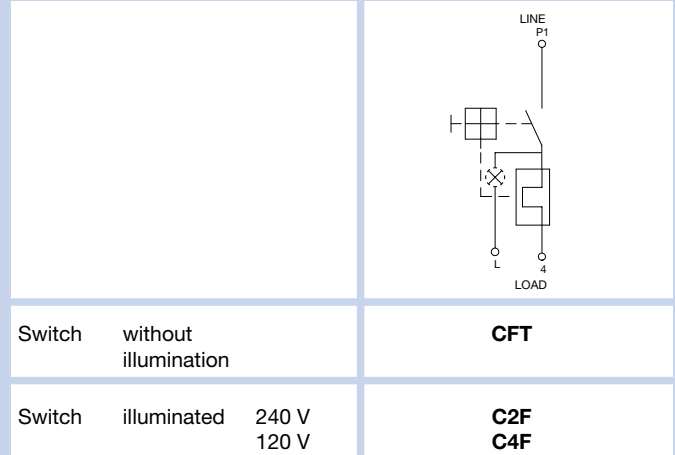 LINE
P1
L
4
LOAD
Switch without CFT
illumination
Switch illuminated 240 V C2F
120 V C4F